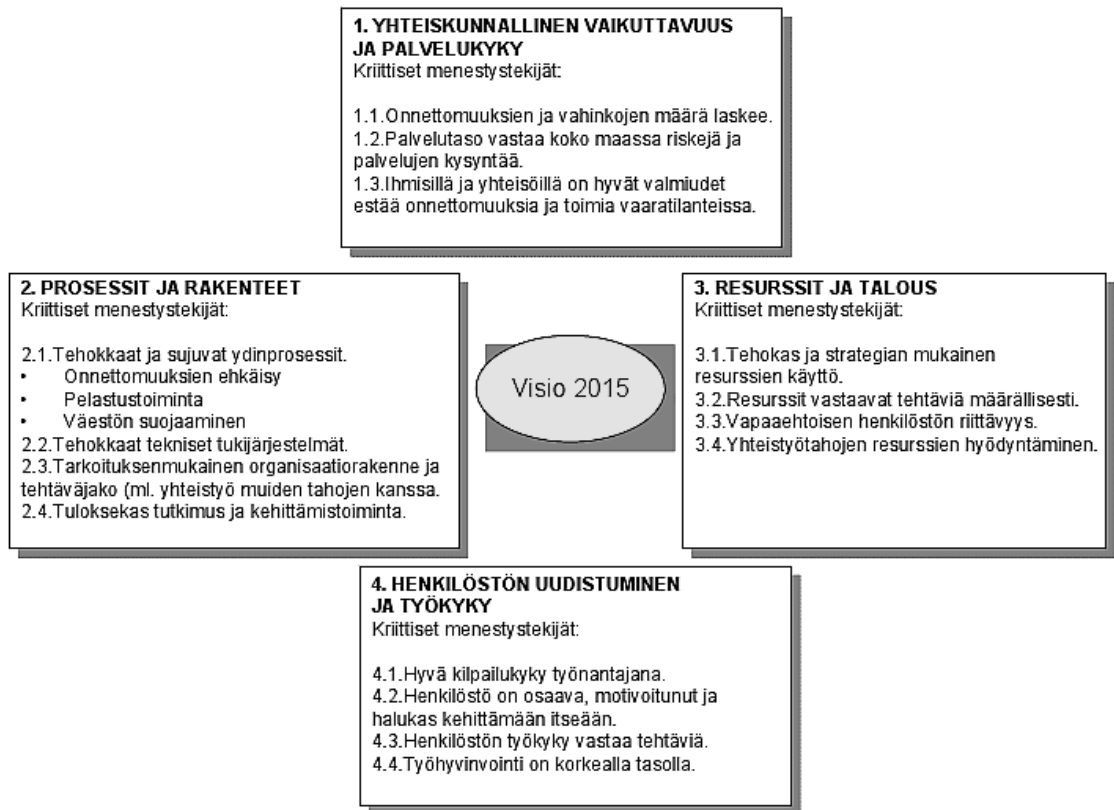 1. YHTEISKUNNALLINEN VAIKUTTAVUUS
JA PALVELUKYKY
Kriittiset menestystekijät:
1.1.Onnettomuuksien ja vahinkojen määrä laskee.
1.2.Palvelutaso vastaa koko maassa riskejä ja
palvelujen kysyntää.
1.3.Ihmisillä ja yhteisöillä on hyvät valmiudet
estää onnettomuuksia ja toimia vaaratilanteissa.
2. PROSESSIT JA RAKENTEET
Kriittiset menestystekijät:
2.1.Tehokkaat ja sujuvat ydinprosessit.
• Onnettomuuksien ehkäisy
• Pelastustoiminta
• Väestön suojaaminen
2.2.Tehokkaat tekniset tukijärjestelmät.
2.3.Tarkoituksenmukainen organisaatiorakenne ja
tehtäväjako (ml. yhteistyö muiden tahojen kanssa.
2.4.Tuloksekas tutkimus ja kehittämistoiminta.
Visio 2015
3. RESURSSIT JA TALOUS
Kriittiset menestystekijät:
3.1.Tehokas ja strategian mukainen
resurssien käyttö.
3.2.Resurssit vastaavat tehtäviä määrällisesti.
3.3.Vapaaehtoisen henkilöstön riittävyys.
3.4.Yhteistyötahojen resurssien hyödyntäminen.
4. HENKILÖSTÖN UUDISTUMINEN
JA TYÖKYKY
Kriittiset menestystekijät:
4.1.Hyvä kilpailukyky työnantajana.
4.2.Henkilöstö on osaava, motivoitunut ja
halukas kehittämään itseään.
4.3.Henkilöstön työkyky vastaa tehtäviä.
4.4.Työhyvinvointi on korkealla tasolla.